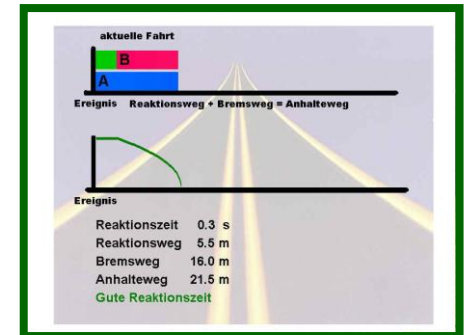 aktuelle Fahrt
B
A
Ereignis Reaktionsweg + Bremsweg = Anhalteweg
Ereignis
Reaktionszeit 0.3 s
Reaktionsweg 5.5 m
Bremsweg 16.0 m
Anhalteweg 21.5 m
Gute Reaktionszeit